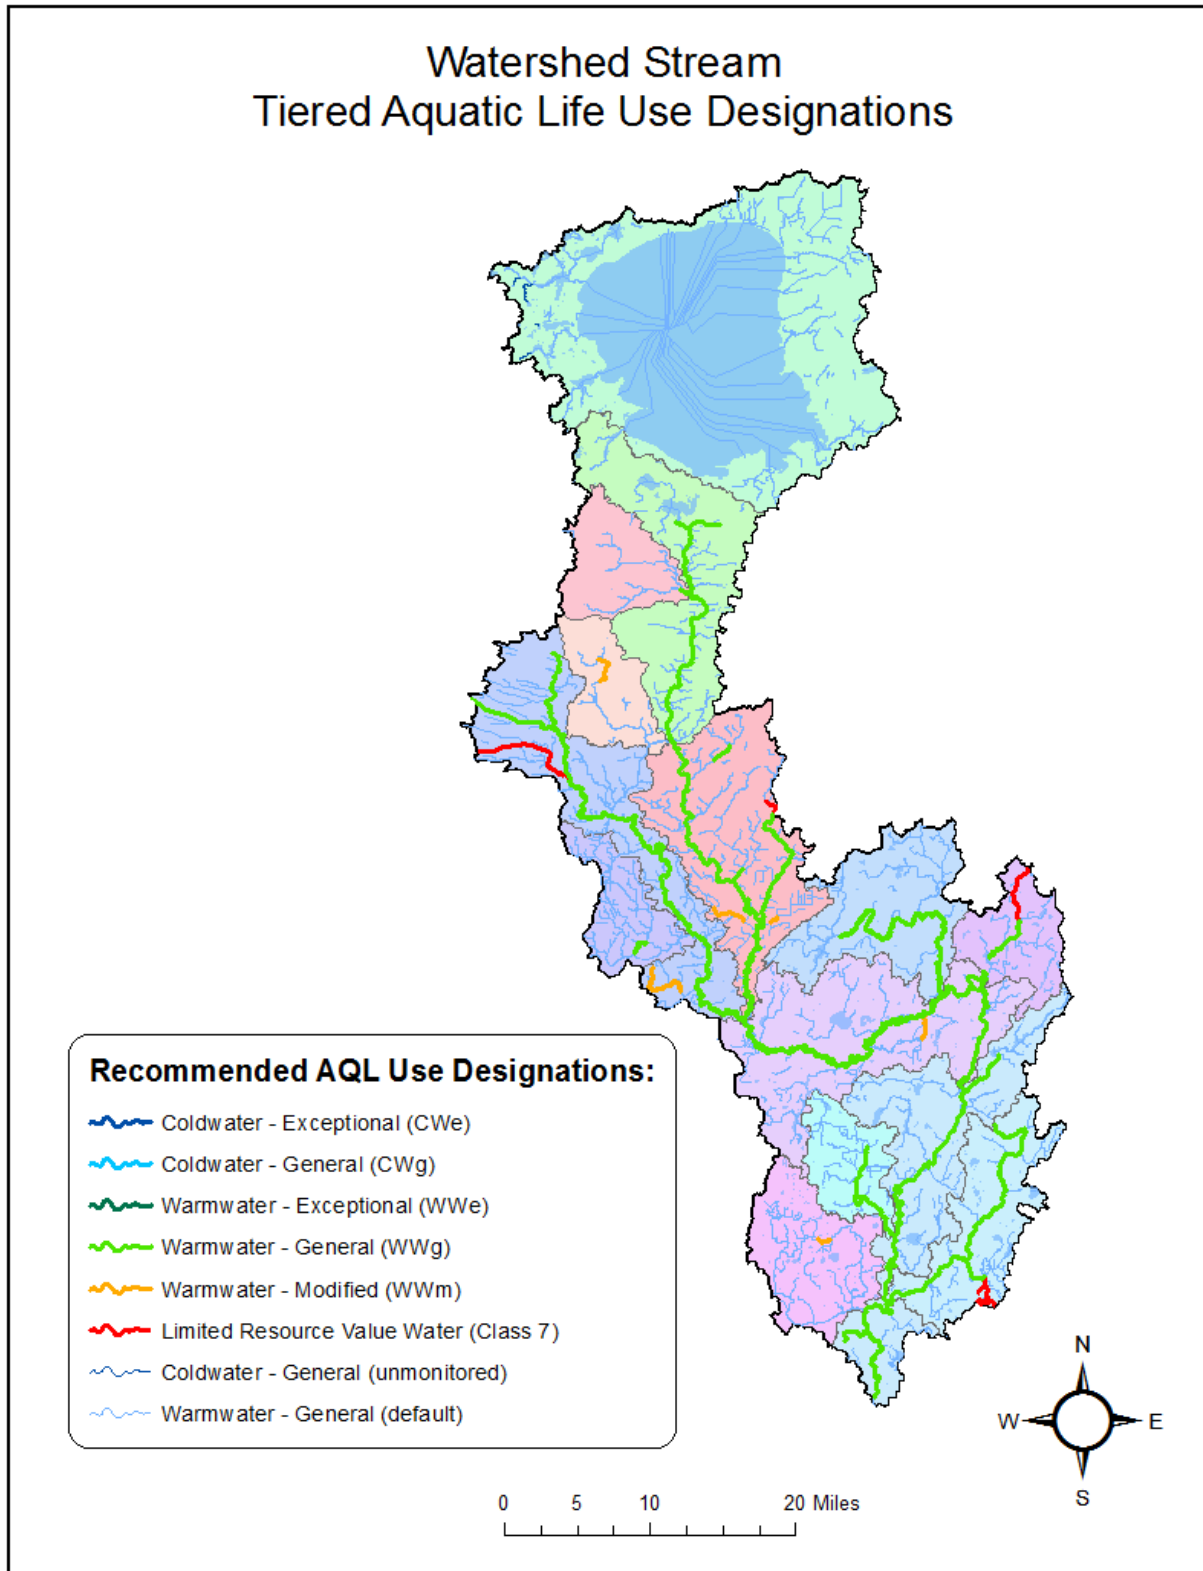 Watershed Stream
Tiered Aquatic Life Use Designations
Recommended AQL Use Designations:
Coldwater - Exceptional (CWe)
Coldwater - General (CWg)
Warmwater - Exceptional (WWe)
Warmwater - General (WWg)
Warmwater - Modified (WWm)
Limited Resource Value Water (Class 7)
Coldwater - General (unmonitored)
Warmwater - General (default)
N
W E
S
0 5 10 20 Miles